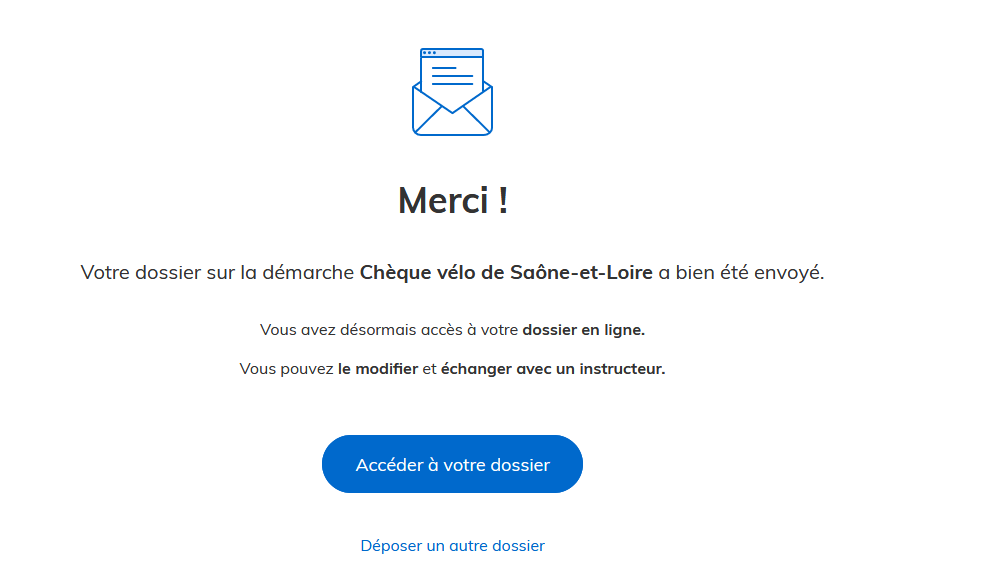 Merci !
Votre dossier sur la démarche Chèque vélo de Saône-et-Loire a bien été envoyé.
Vous avez désormais accès à votre dossier en ligne.
Vous pouvez le modifier et échanger avec un instructeur.
Accéder à votre dossier
Déposer un autre dossier